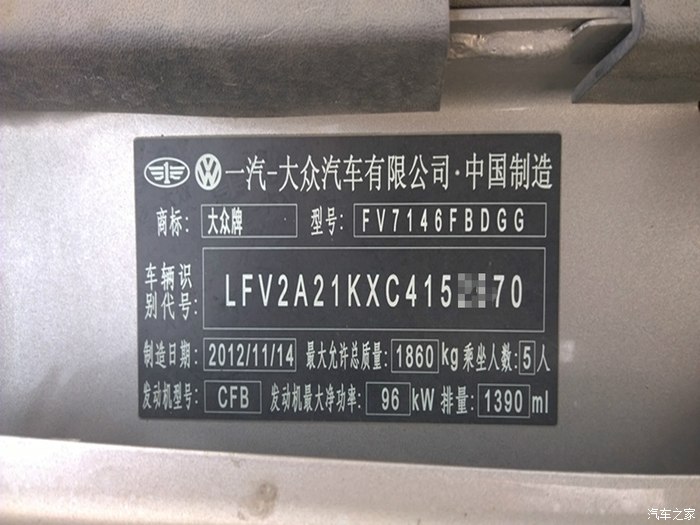 一汽-大众汽车有限公司·中国制造
商标: 大众牌 型号: FV7146FBDGG
车辆识别代号: LFV2A21KXC415 70
制造日期: 2012/11/14 最大允许总质量: 1860 kg 乘坐人数: 5 人
发动机型号: CFB 发动机最大净功率: 96 kW 排量: 1390 ml
汽车之家